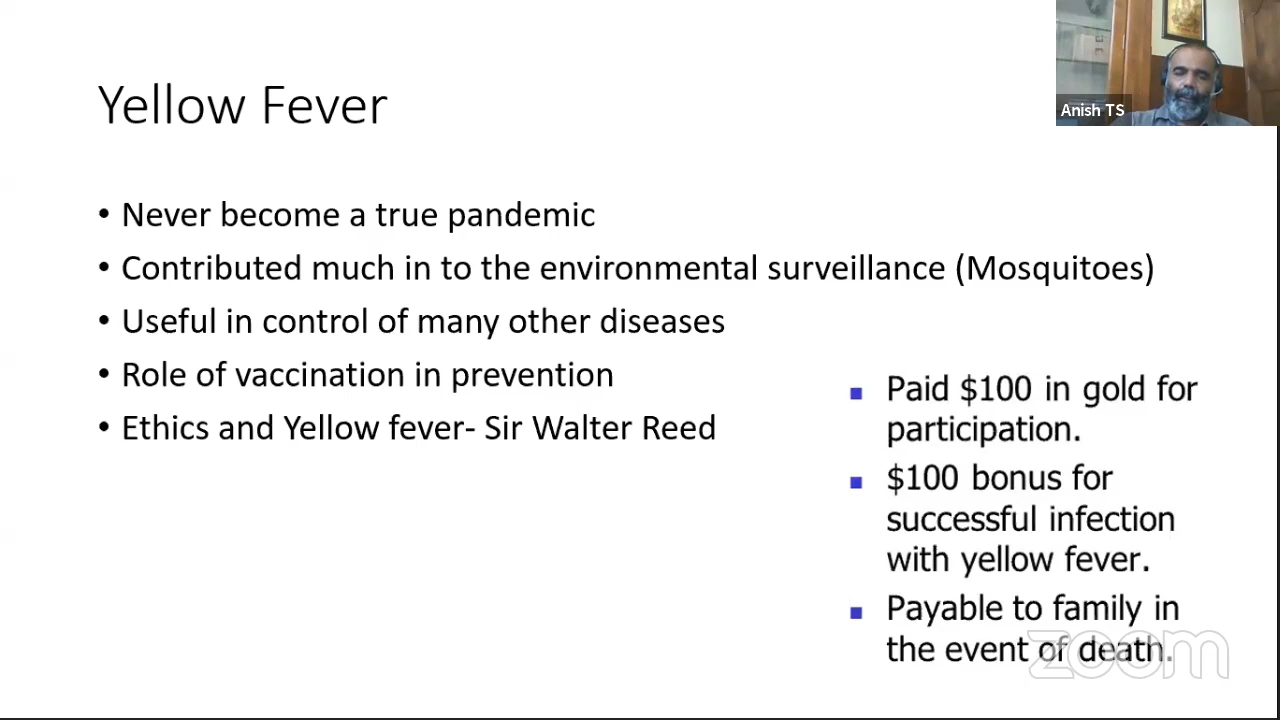 Yellow Fever
Anish TS
• Never become a true pandemic
• Contributed much in to the environmental surveillance (Mosquitoes)
• Useful in control of many other diseases
• Role of vaccination in prevention
• Ethics and Yellow fever- Sir Walter Reed
▪ Paid $100 in gold for
participation.
▪ $100 bonus for
successful infection
with yellow fever.
▪ Payable to family in
the event of death.
zoom